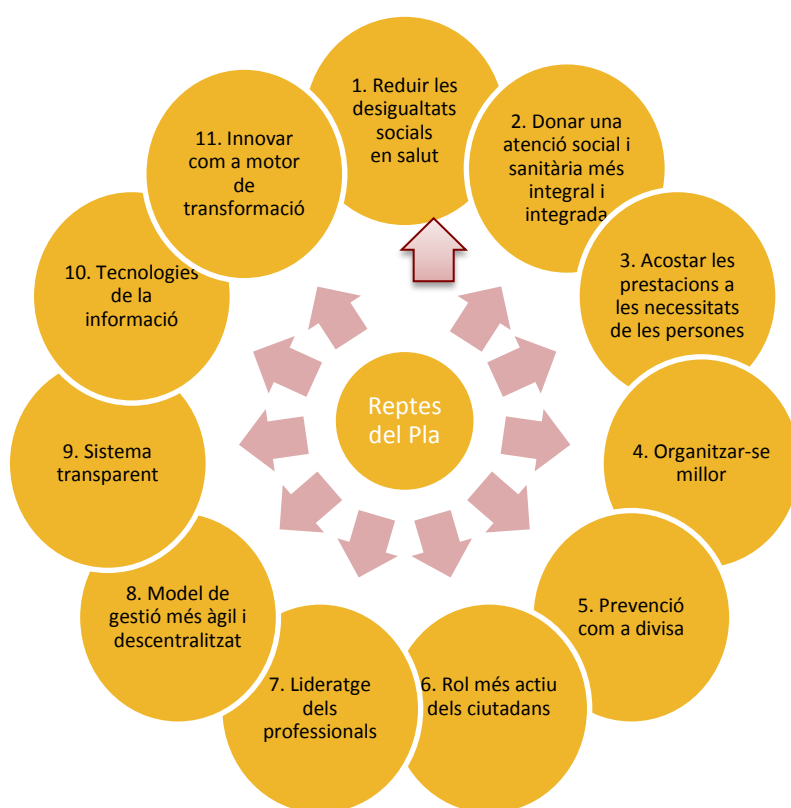 1. Reduir les
desigualtats
socials
en salut
2. Donar una
atenció social i
sanitària més
integral i
integrada
3. Acostar les
prestacions a
les necessitats
de les persones
4. Organitzar-se
millor
5. Prevenció
com a divisa
6. Rol més actiu
dels ciutadans
7. Lideratge
dels
professionals
8. Model de
gestió més àgil i
descentralitzat
9. Sistema
transparent
10. Tecnologies
de la
informació
11. Innovar
com a motor
de
transformació
Reptes
del Pla